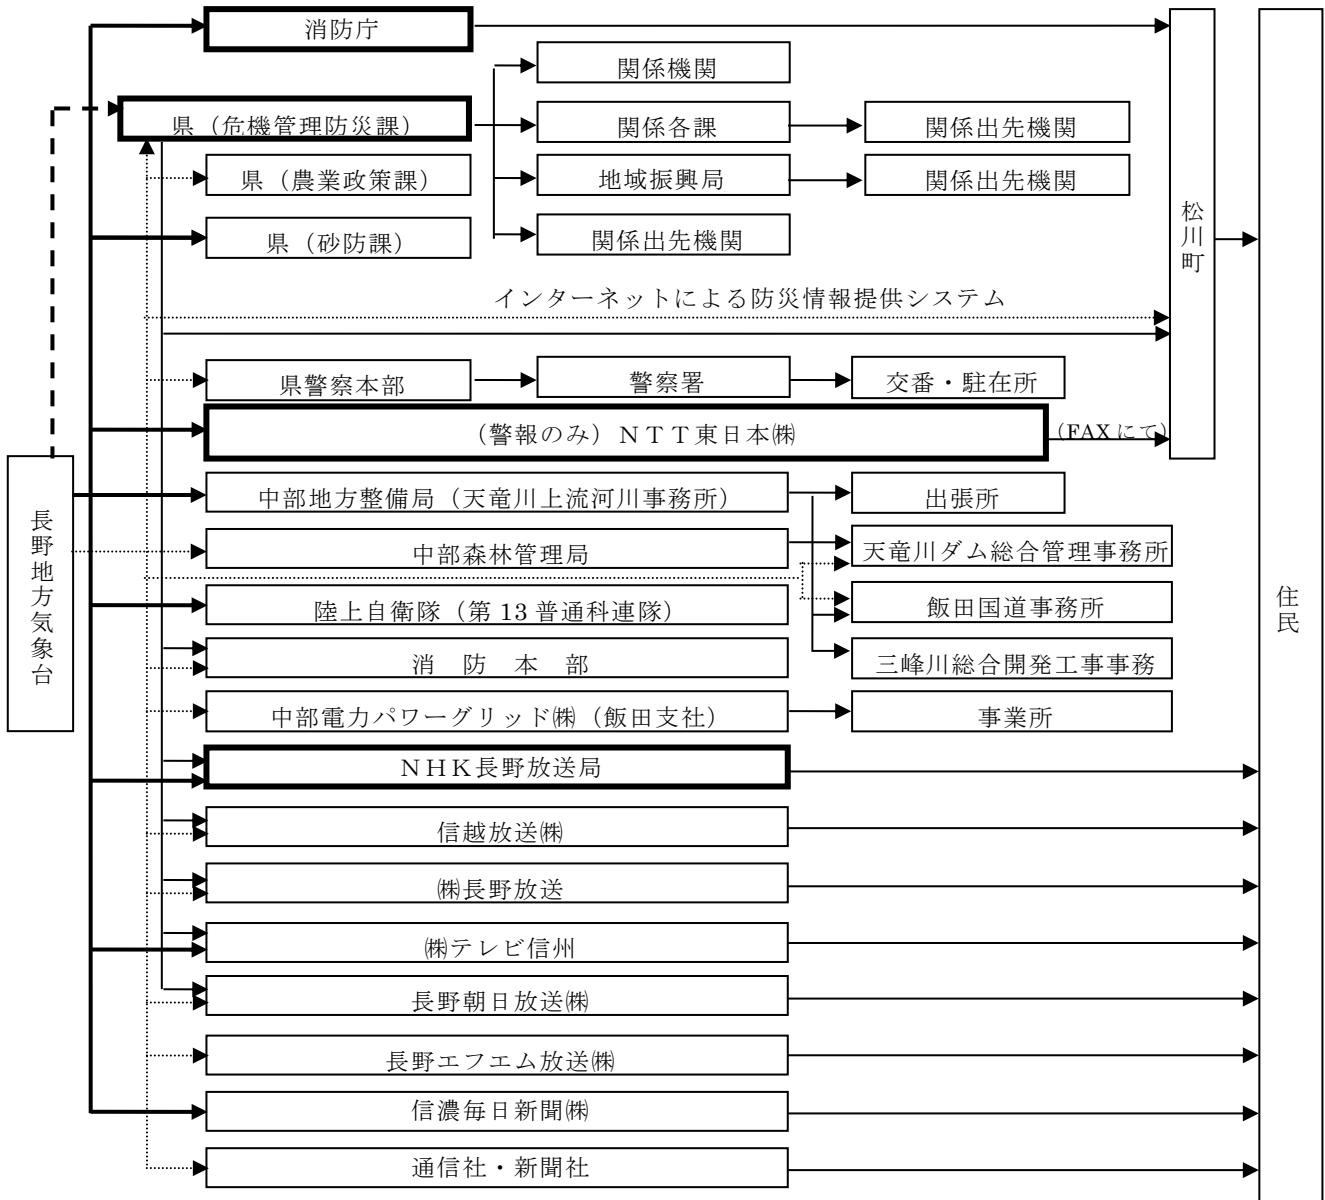 消防庁
関係機関
県（危機管理防災課）
関係各課
関係出先機関
県（農業政策課）
地域振興局
関係出先機関
県（砂防課）
関係出先機関
松川町
インターネットによる防災情報提供システム
県警察本部
警察署
交番・駐在所
（警報のみ）ＮＴＴ東日本㈱
（FAXにて）
長野地方気象台
中部地方整備局（天竜川上流河川事務所）
出張所
中部森林管理局
天竜川ダム総合管理事務所
陸上自衛隊（第13普通科連隊）
飯田国道事務所
住民
消　防　本　部
三峰川総合開発工事事務
中部電力パワーグリッド㈱（飯田支社）
事業所
ＮＨＫ長野放送局
信越放送㈱
㈱長野放送
㈱テレビ信州
長野朝日放送㈱
長野エフエム放送㈱
信濃毎日新聞㈱
通信社・新聞社